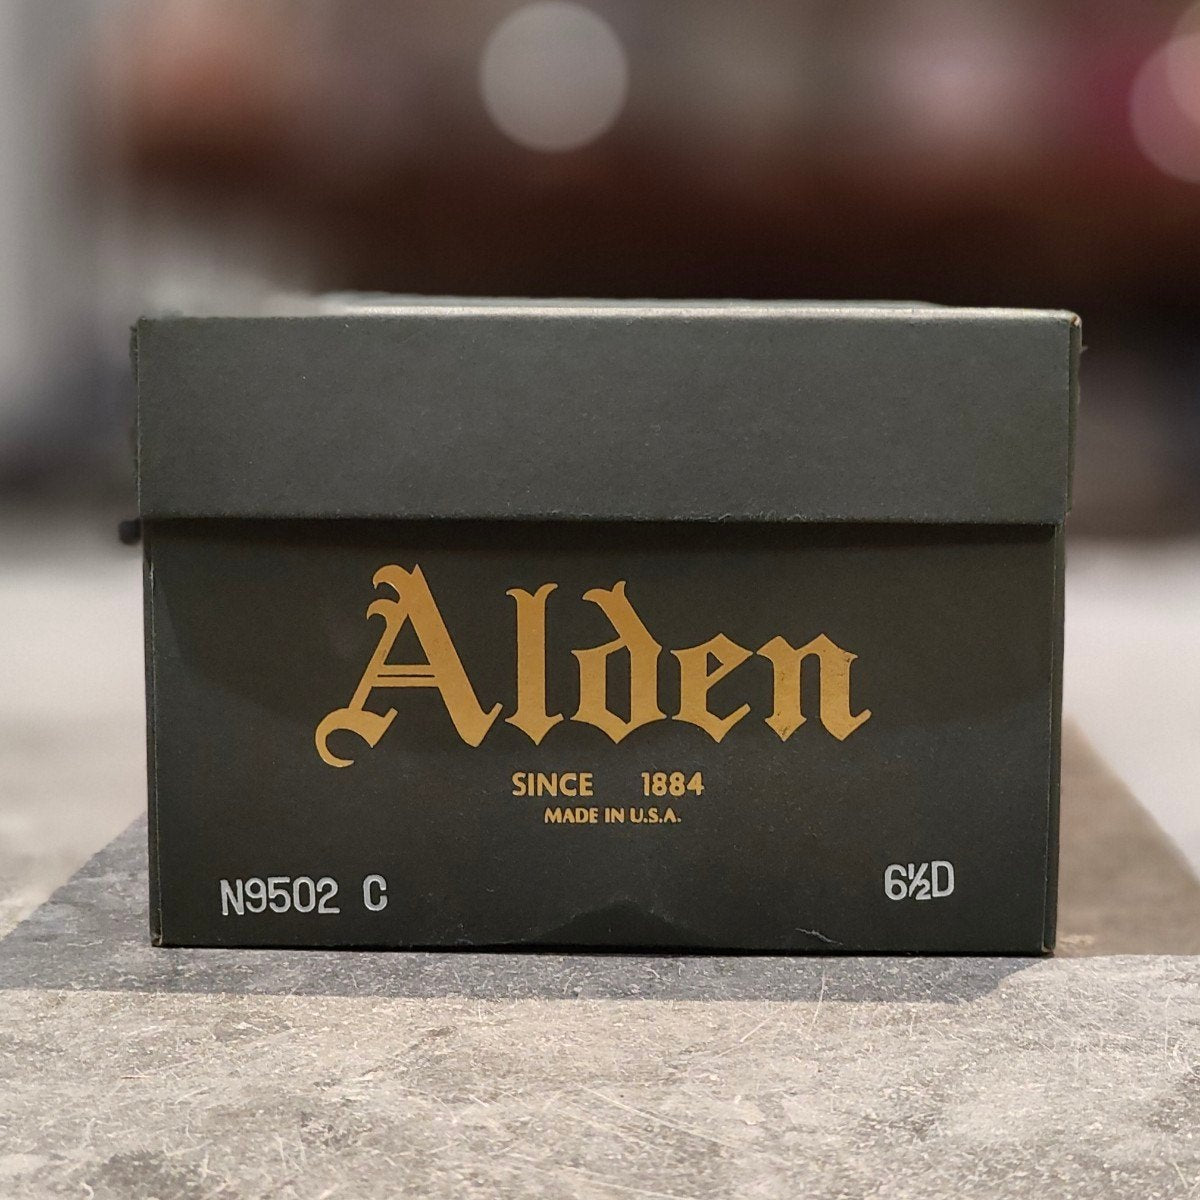 Alden
SINCE 1884
MADE IN U.S.A.
N9502 C 6½D